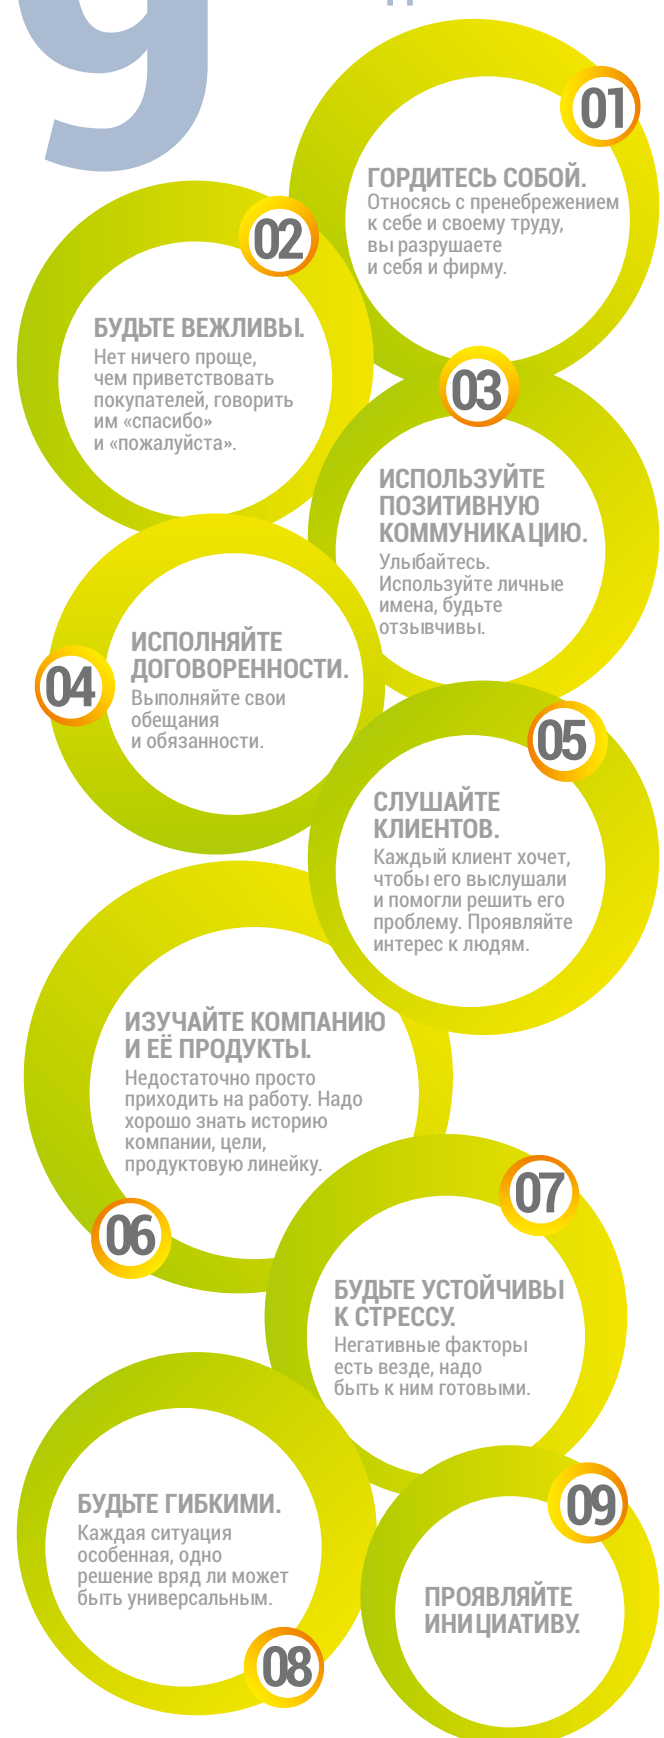 9
01
ГОРДИТЕСЬ СОБОЙ.
Относясь с пренебрежением
к себе и своему труду,
вы разрушаете
и себя и фирму.
02
БУДЬТЕ ВЕЖЛИВЫ.
Нет ничего проще,
чем приветствовать
покупателей, говорить
им «спасибо»
и «пожалуйста».
03
ИСПОЛЬЗУЙТЕ
ПОЗИТИВНУЮ
КОММУНИКАЦИЮ.
Улыбайтесь.
Используйте личные
имена, будьте
отзывчивы.
04
ИСПОЛНЯЙТЕ
ДОГОВОРЕННОСТИ.
Выполняйте свои
обещания
и обязанности.
05
СЛУШАЙТЕ
КЛИЕНТОВ.
Каждый клиент хочет,
чтобы его выслушали
и помогли решить его
проблему. Проявляйте
интерес к людям.
06
ИЗУЧАЙТЕ КОМПАНИЮ
И ЕЁ ПРОДУКТЫ.
Недостаточно просто
приходить на работу. Надо
хорошо знать историю
компании, цели,
продуктовую линейку.
07
БУДЬТЕ УСТОЙЧИВЫ
К СТРЕССУ.
Негативные факторы
есть везде, надо
быть к ним готовыми.
08
БУДЬТЕ ГИБКИМИ.
Каждая ситуация
особенная, одно
решение вряд ли может
быть универсальным.
09
ПРОЯВЛЯЙТЕ
ИНИЦИАТИВУ.